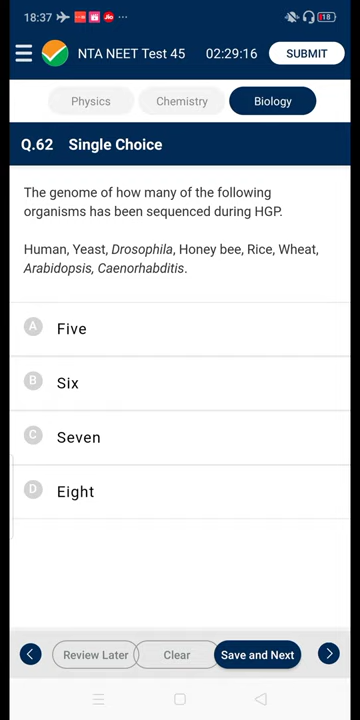 18:37 Jio 18
NTA NEET Test 45 02:29:16 SUBMIT
Physics Chemistry Biology
Q.62 Single Choice
The genome of how many of the following
organisms has been sequenced during HGP.
Human, Yeast, Drosophila, Honey bee, Rice, Wheat,
Arabidopsis, Caenorhabditis.
A Five
B Six
C Seven
D Eight
Review Later Clear Save and Next